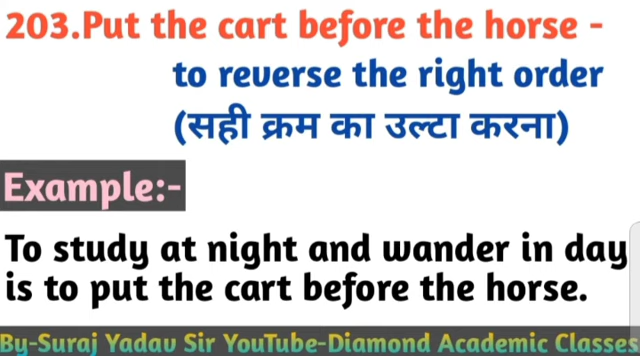 203.Put the cart before the horse -
to reverse the right order
(सही क्रम का उल्टा करना)
Example:-
To study at night and wander in day
is to put the cart before the horse.
By-Suraj Yadav Sir YouTube-Diamond Academic Classes